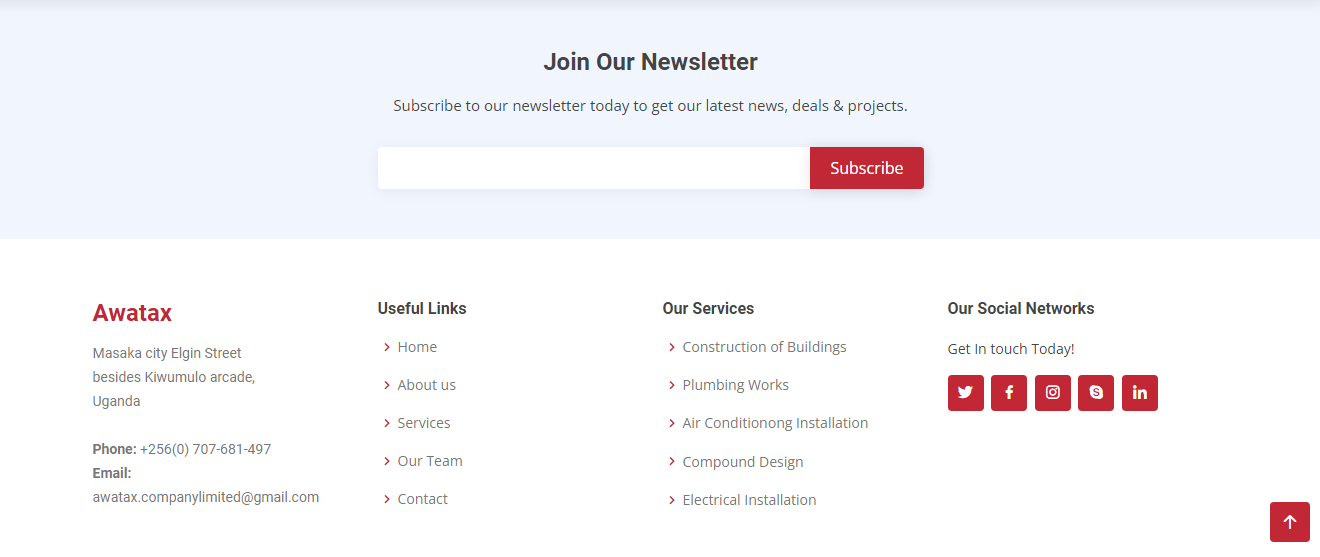 Join Our Newsletter
Subscribe to our newsletter today to get our latest news, deals & projects.
Subscribe
Awatax
Masaka city Elgin Street
besides Kiwumulo arcade,
Uganda
Phone: +256(0) 707-681-497
Email:
awatax.companylimited@gmail.com
Useful Links
Home
About us
Services
Our Team
Contact
Our Services
Construction of Buildings
Plumbing Works
Air Conditionong Installation
Compound Design
Electrical Installation
Our Social Networks
Get In touch Today!